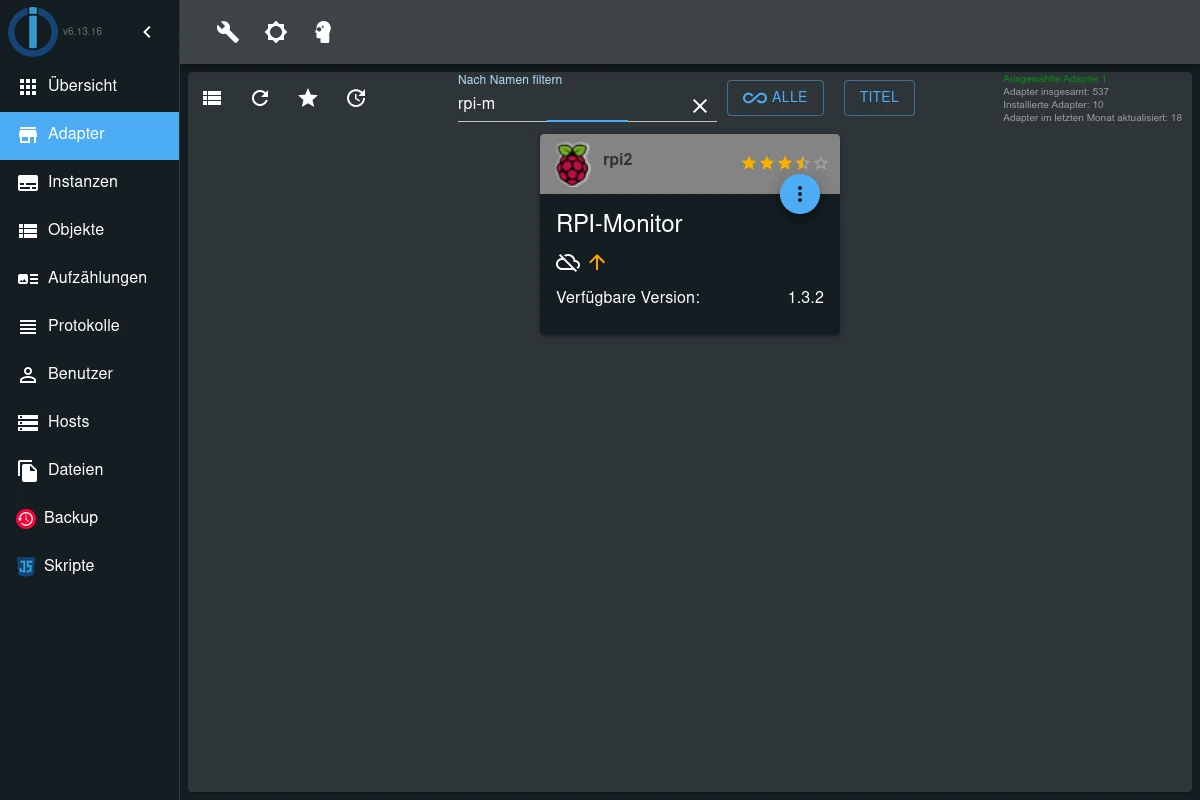 v6.13.16
Übersicht
Adapter
Instanzen
Objekte
Aufzählungen
Protokolle
Benutzer
Hosts
Dateien
Backup
Skripte
Nach Namen filtern
rpi-m
ALLE
TITEL
Ausgewählte Adapter 1
Adapter insgesamt: 537
Installierte Adapter: 10
Adapter im letzten Monat aktualisiert: 18
rpi2
RPI-Monitor
Verfügbare Version: 1.3.2